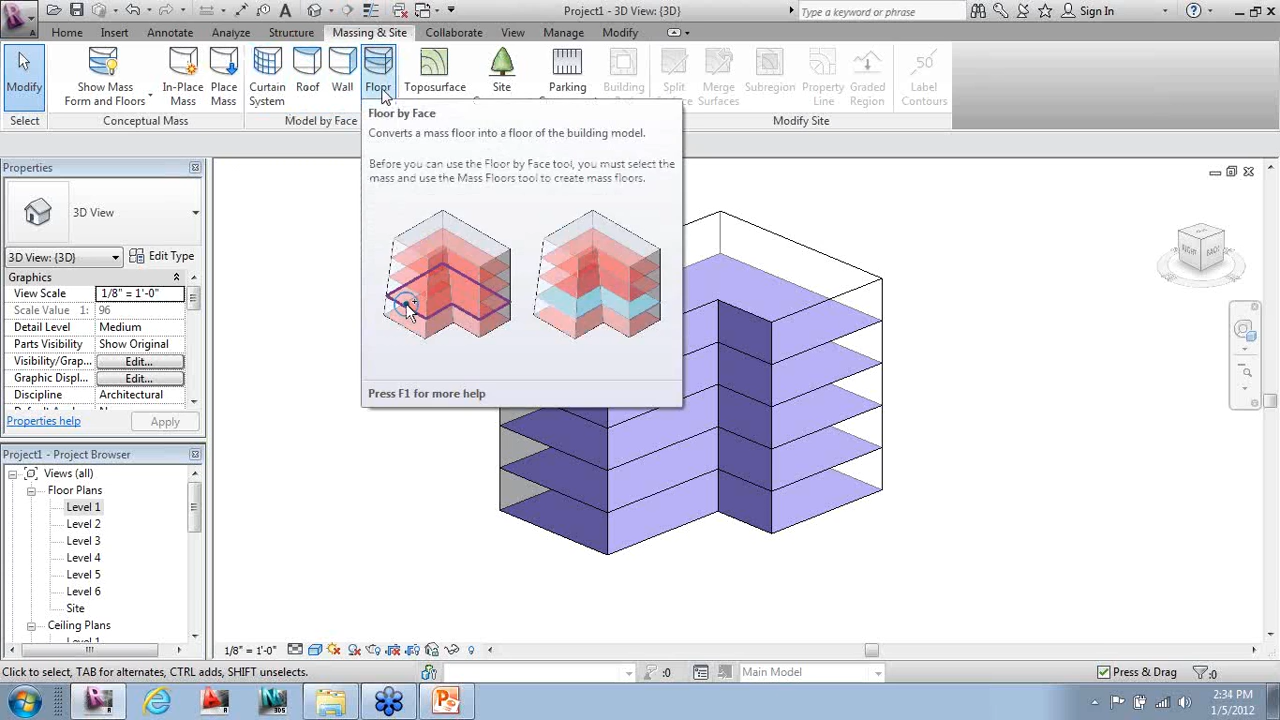 Project1 - 3D View: {3D}
Type a keyword or phrase
Sign In
Home Insert Annotate Analyze Structure Massing & Site Collaborate View Manage Modify
Modify
Show Mass Form and Floors
In-Place Mass
Place Mass
Curtain System
Roof
Wall
Floor
Toposurface
Site
Parking
Building
Split Surface
Merge Surfaces
Subregion
Property Line
Graded Region
50
Label Contours
Select
Conceptual Mass
Model by Face
Modify Site
Floor by Face
Converts a mass floor into a floor of the building model.
Before you can use the Floor by Face tool, you must select the
mass and use the Mass Floors tool to create mass floors.
Press F1 for more help
Properties
3D View
3D View: {3D}
Edit Type
Graphics
View Scale 1/8" = 1'-0"
Scale Value 1: 96
Detail Level Medium
Parts Visibility Show Original
Visibility/Grap... Edit...
Graphic Displ... Edit...
Discipline Architectural
Properties help
Apply
Project1 - Project Browser
Views (all)
Floor Plans
Level 1
Level 2
Level 3
Level 4
Level 5
Level 6
Site
Ceiling Plans
Level 1
1/8" = 1'-0"
Click to select, TAB for alternates, CTRL adds, SHIFT unselects.
:0
Main Model
Press & Drag
:0
2:34 PM
1/5/2012